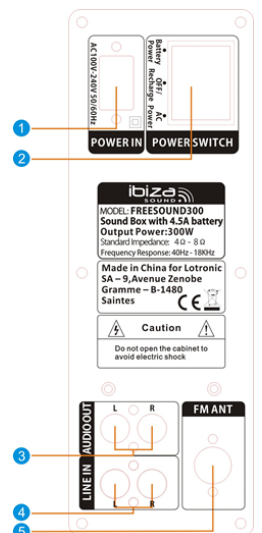 AC100V-240V 50/60Hz
POWER IN
Battery Power
OFF/ Recharge
AC Power
POWER SWITCH
1
2
ibiza
SOUND
MODEL: FREESOUND300
Sound Box with 4.5A battery
Output Power:300W
Standard Impedance: 4Ω - 8Ω
Frequency Response: 40Hz - 18KHz
Made in China for Lotronic
SA – 9,Avenue Zenobe
Gramme – B-1480
Saintes
CE
Caution
Do not open the cabinet to
avoid electric shock
AUDIO OUT
L R
FM ANT
3
LINE IN
L R
4
5